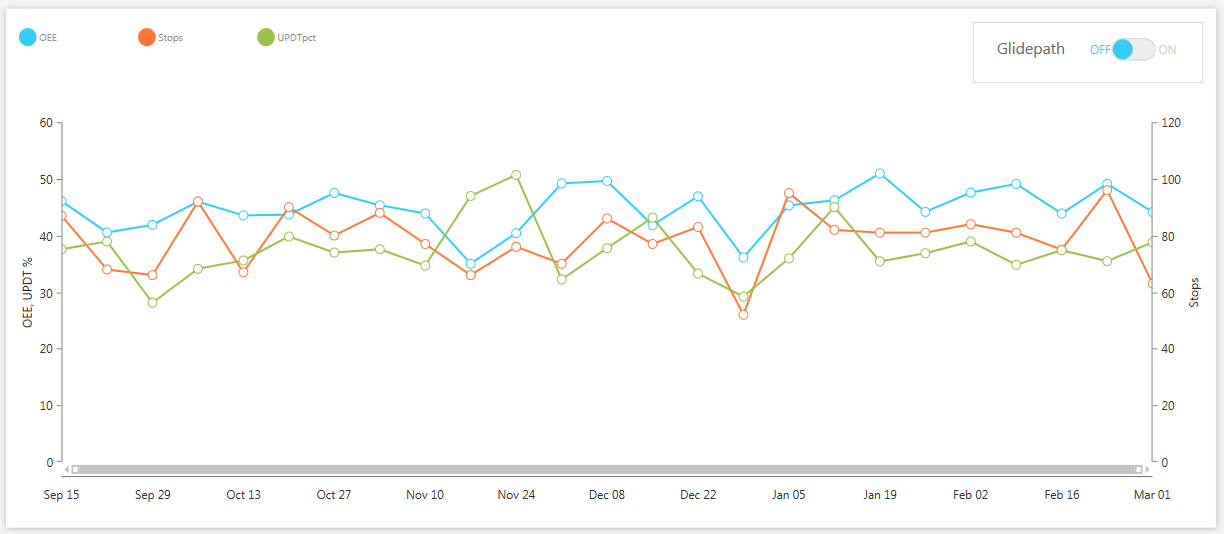 OEE Stops UPDTpct
Glidepath OFF ON
60 120
50 100
40 80
30 60
20 40
10 20
0 0
OEE, UPDT %
Stops
Sep 15 Sep 29 Oct 13 Oct 27 Nov 10 Nov 24 Dec 08 Dec 22 Jan 05 Jan 19 Feb 02 Feb 16 Mar 01